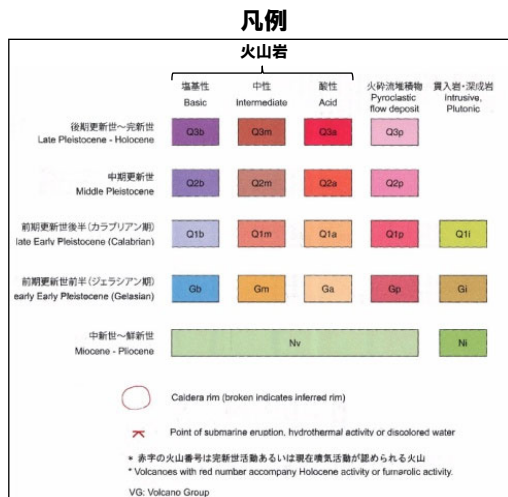 凡例
火山岩
塩基性 中性 酸性 火砕流堆積物 貫入岩・深成岩
Basic Intermediate Acid Pyroclastic flow deposit Intrusive, Plutonic
後期更新世～完新世
Late Pleistocene - Holocene
Q3b Q3m Q3a Q3p
中期更新世
Middle Pleistocene
Q2b Q2m Q2a Q2p
前期更新世後半(カラブリアン期)
late Early Pleistocene (Calabrian)
Q1b Q1m Q1a Q1p Q1i
前期更新世前半(ジェラシアン期)
early Early Pleistocene (Gelasian)
Gb Gm Ga Gp Gi
中新世～鮮新世
Miocene - Pliocene
Nv Ni
Caldera rim (broken indicates inferred rim)
Point of submarine eruption, hydrothermal activity or discolored water
* 赤字の火山番号は完新世活動あるいは現在噴気活動が認められる火山
* Volcanoes with red number accompany Holocene activity or fumarolic activity.
VG: Volcano Group